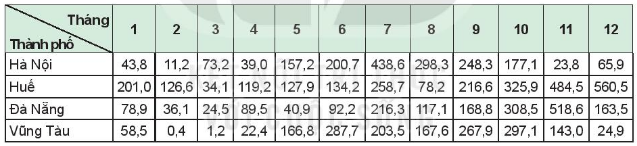 Tháng
Thành phố
1 2 3 4 5 6 7 8 9 10 11 12
Hà Nội 43,8 11,2 73,2 39,0 157,2 200,7 438,6 298,3 248,3 177,1 23,8 65,9
Huế 201,0 126,6 34,1 119,2 127,9 134,2 258,7 78,2 216,6 325,9 484,5 560,5
Đà Nẵng 78,9 36,1 24,5 89,5 40,9 92,2 216,3 117,1 168,8 308,5 518,6 163,5
Vũng Tàu 58,5 0,4 1,2 22,4 166,8 287,7 203,5 167,6 267,9 297,1 143,0 24,9